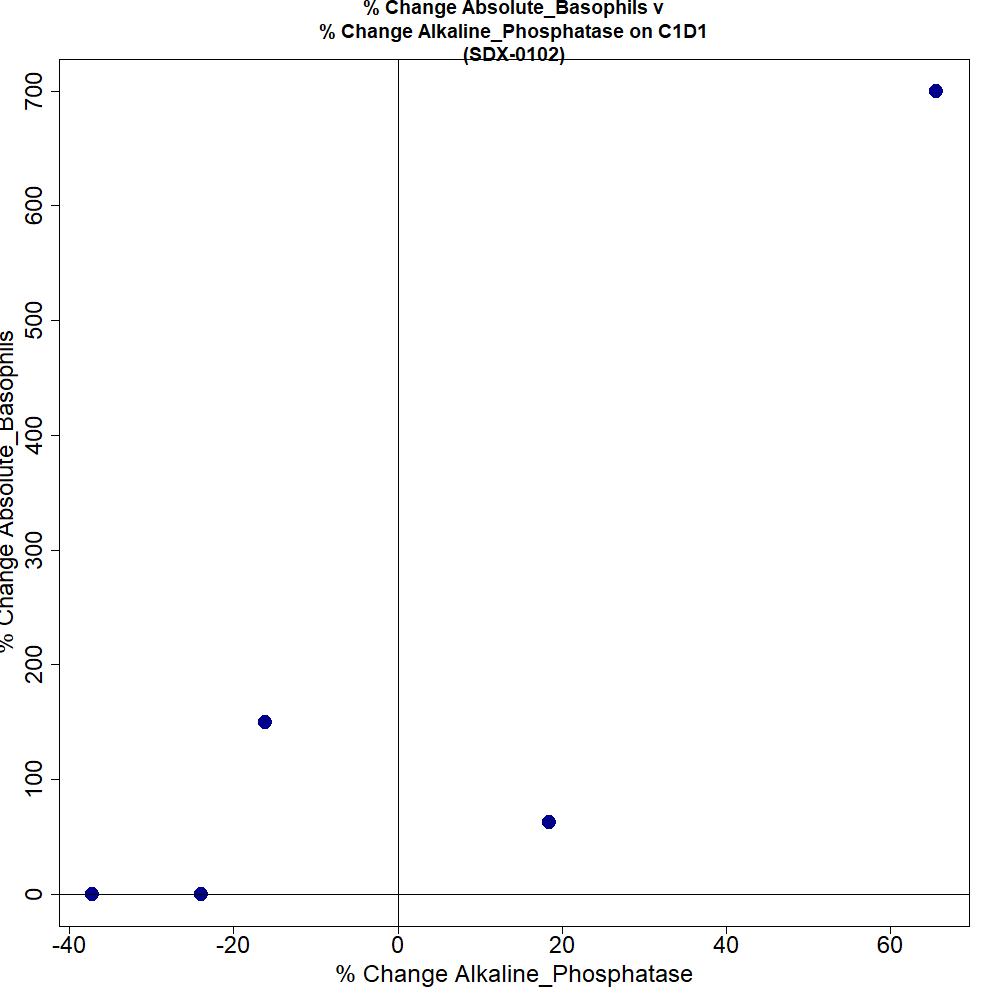 % Change Absolute_Basophils v
% Change Alkaline_Phosphatase on C1D1
(SDX-0102)
% Change Absolute_Basophils
700
600
500
400
300
200
100
0
-40 -20 0 20 40 60
% Change Alkaline_Phosphatase